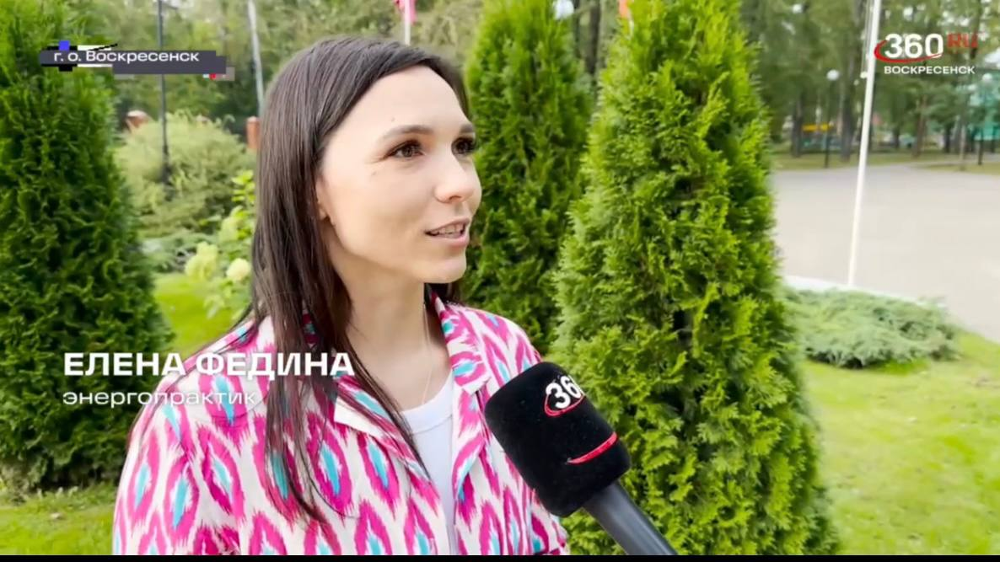 г. о. Воскресенск
360.RU
ВОСКРЕСЕНСК
ЕЛЕНА ФЕДИНА
энергопрактик
360